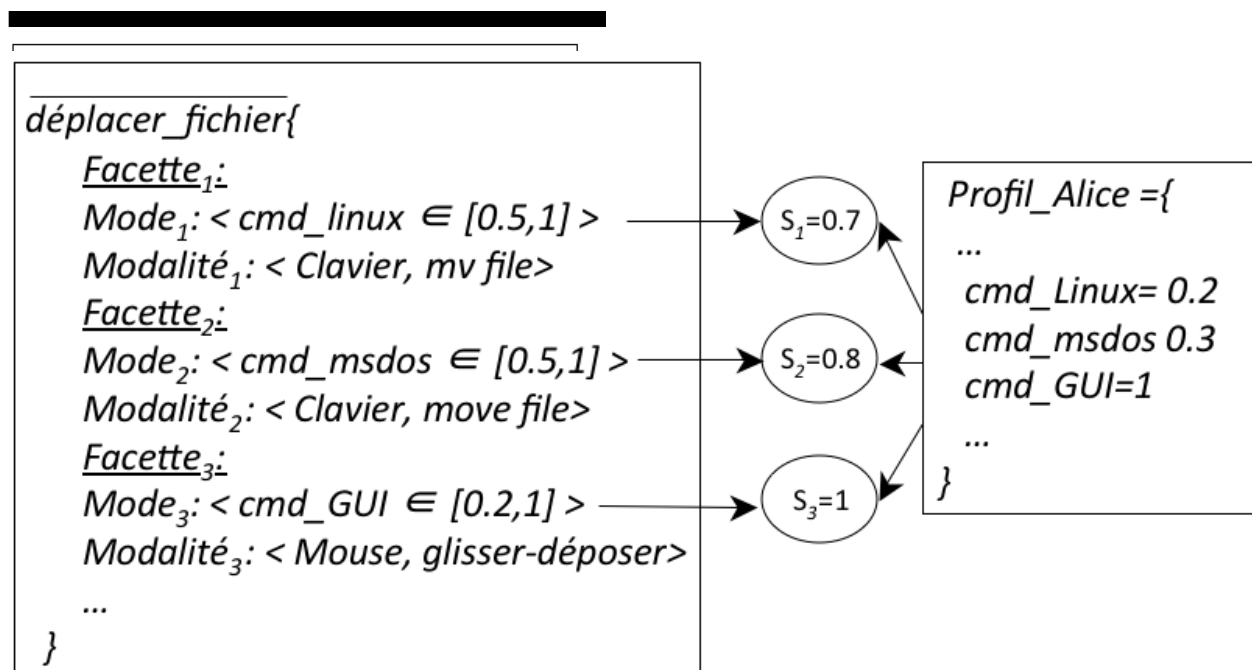 déplacer_fichier{
Facette₁:
Mode₁: < cmd_linux ∈ [0.5,1] >
Modalité₁: < Clavier, mv file>
Facette₂:
Mode₂: < cmd_msdos ∈ [0.5,1] >
Modalité₂: < Clavier, move file>
Facette₃:
Mode₃: < cmd_GUI ∈ [0.2,1] >
Modalité₃: < Mouse, glisser-déposer>
...
}
S₁=0.7
S₂=0.8
S₃=1
Profil_Alice ={
...
cmd_Linux= 0.2
cmd_msdos 0.3
cmd_GUI=1
...
}